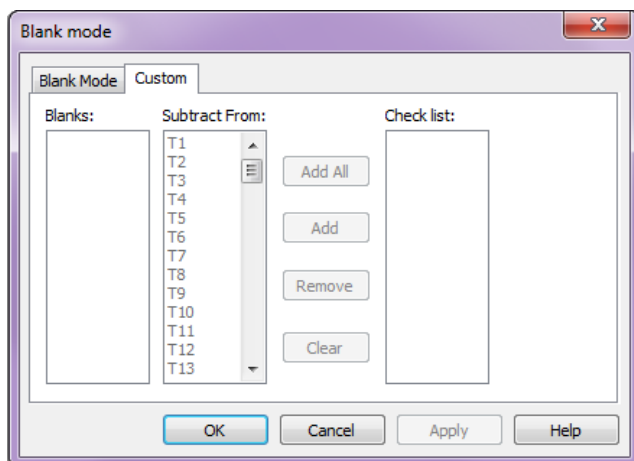 Blank mode
Blank Mode
Custom
Blanks:
Subtract From:
Check list:
T1
T2
T3
T4
T5
T6
T7
T8
T9
T10
T11
T12
T13
Add All
Add
Remove
Clear
OK
Cancel
Apply
Help